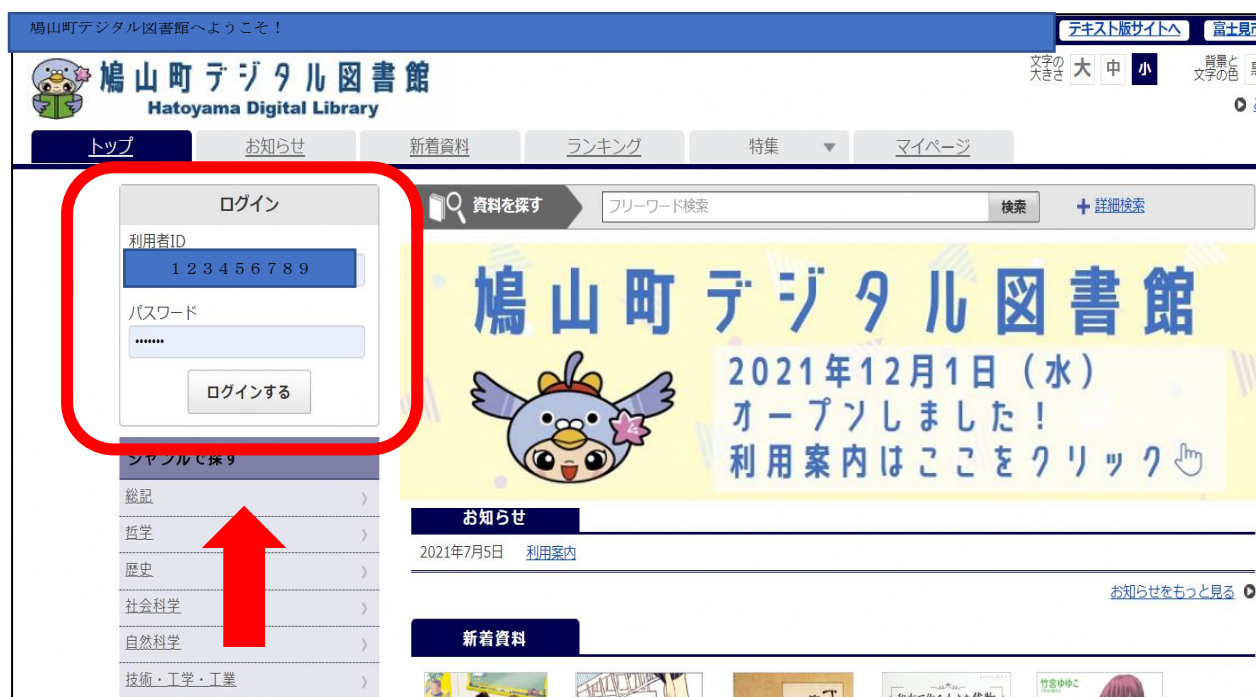 鳩山町デジタル図書館へようこそ！
テキスト版サイトへ
富士見市
鳩山町デジタル図書館
Hatoyama Digital Library
文字の大きさ 大 中 小
背景と文字の色
トップ お知らせ 新着資料 ランキング 特集 ▼ マイページ
ログイン
利用者ID
１２３４５６７８９
パスワード
•••••••
ログインする
資料を探す フリーワード検索 検索 ＋詳細検索
鳩山町デジタル図書館
2021年12月1日（水）
オープンしました！
利用案内はここをクリック
ジャンルで探す
総記
哲学
歴史
社会科学
自然科学
技術・工学・工業
お知らせ
2021年7月5日 利用案内
お知らせをもっと見る
新着資料
竹宮ゆゆこ